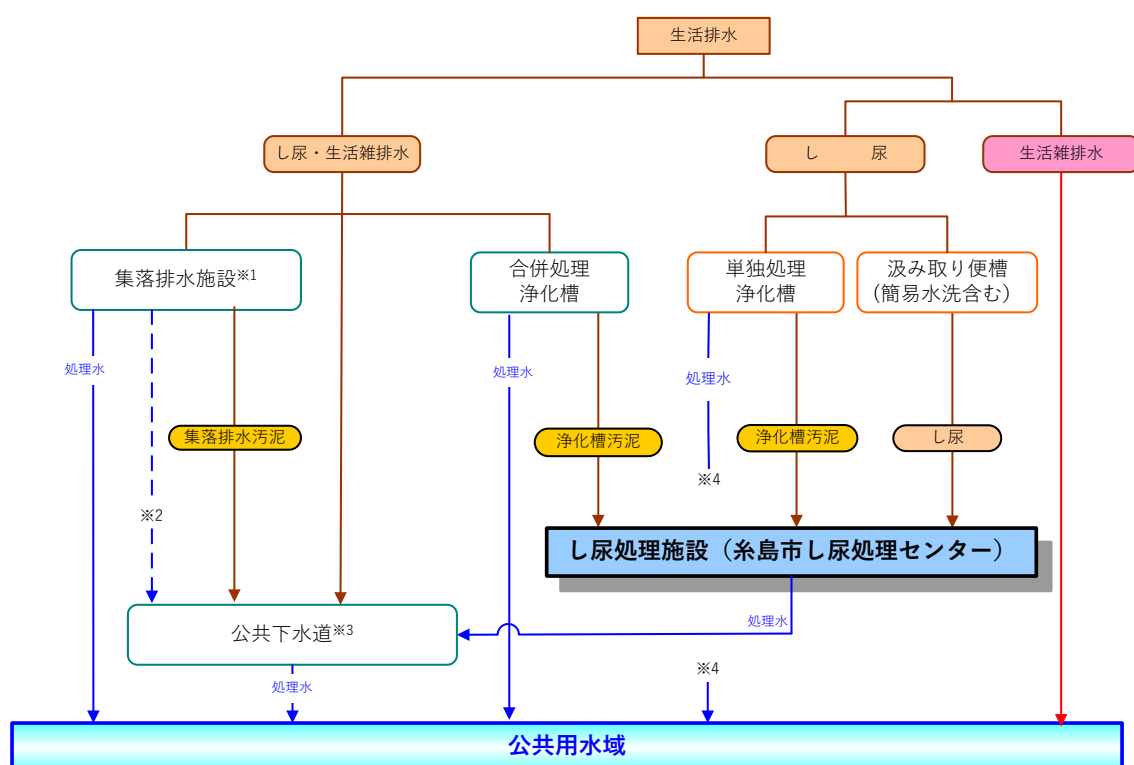 生活排水
し尿・生活雑排水
し　　尿
生活雑排水
集落排水施設※1
合併処理
浄化槽
単独処理
浄化槽
汲み取り便槽
(簡易水洗含む)
処理水
処理水
処理水
集落排水汚泥
浄化槽汚泥
浄化槽汚泥
し尿
※4
※2
し尿処理施設（糸島市し尿処理センター）
公共下水道※3
処理水
処理水
※4
公共用水域